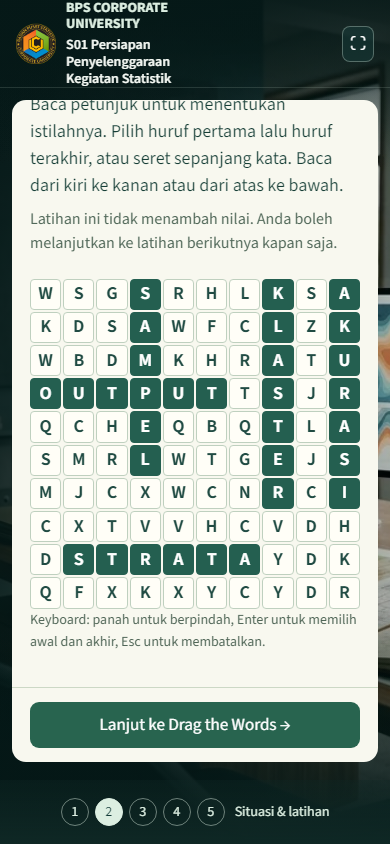 BPS CORPORATE
UNIVERSITY
S01 Persiapan
Penyelenggaraan
Kegiatan Statistik
Baca petunjuk untuk menentukan
istilahnya. Pilih huruf pertama lalu huruf
terakhir, atau seret sepanjang kata. Baca
dari kiri ke kanan atau dari atas ke bawah.
Latihan ini tidak menambah nilai. Anda boleh
melanjutkan ke latihan berikutnya kapan saja.
W S G S R H L K S A
K D S A W F C L Z K
W B D M K H R A T U
O U T P U T T S J R
Q C H E Q B Q T L A
S M R L W T G E J S
M J C X W C N R C I
C X T V V H C V D H
D S T R A T A Y D K
Q F X K X Y C Y D R
Keyboard: panah untuk berpindah, Enter untuk memilih
awal dan akhir, Esc untuk membatalkan.
Lanjut ke Drag the Words →
1 2 3 4 5 Situasi & latihan